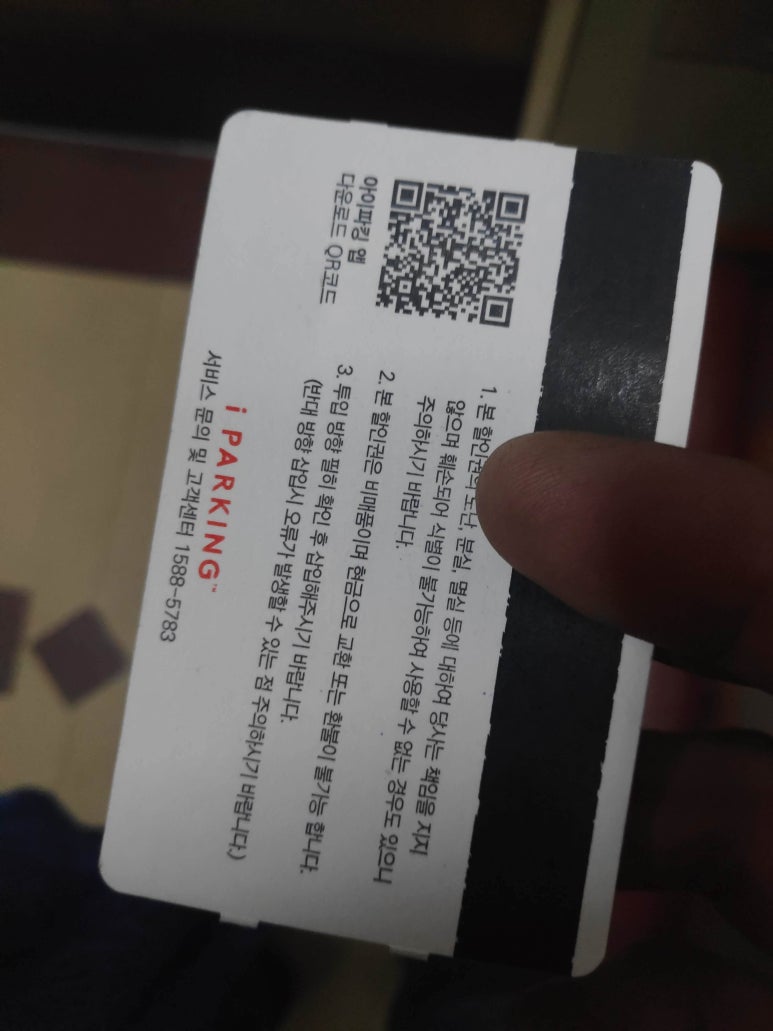 아이파킹 앱
다운로드 QR코드
1. 본 할인권의 도난, 분실, 멸실 등에 대하여 당사는 책임을 지지
않으며 훼손되어 식별이 불가능하여 사용할 수 없는 경우도 있으니
주의하시기 바랍니다.
2. 본 할인권은 비매품이며 현금으로 교환 또는 환불이 불가능 합니다.
3. 투입 방향 필히 확인 후 삽입해주시기 바랍니다.
(반대 방향 삽입시 오류가 발생할 수 있는 점 주의하시기 바랍니다.)
i PARKING™
서비스 문의 및 고객센터 1588-5783